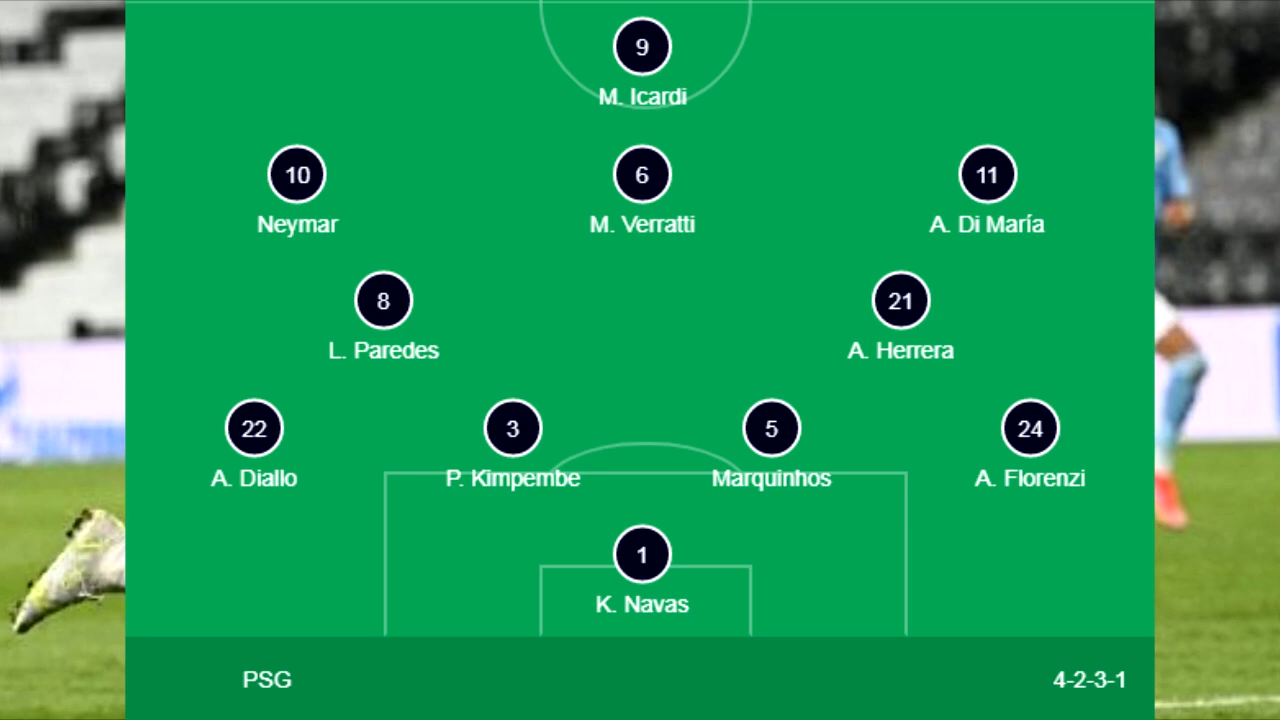 9
M. Icardi
10
6
11
Neymar
M. Verratti
A. Di María
8
21
L. Paredes
A. Herrera
22
3
5
24
A. Diallo
P. Kimpembe
Marquinhos
A. Florenzi
1
K. Navas
PSG
4-2-3-1